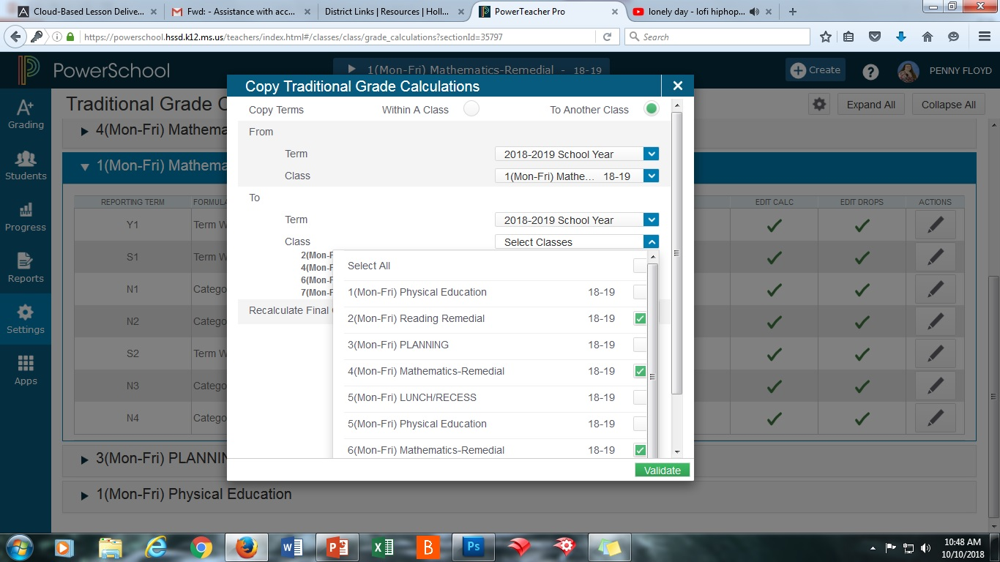 Cloud-Based Lesson Delive...
Fwd: - Assistance with acc...
District Links | Resources | Holl...
PowerTeacher Pro
lonely day - lofi hiphop...
https://powerschool.hssd.k12.ms.us/teachers/index.html#/classes/class/grade_calculations?sectionId=35797
Search
PowerSchool
1(Mon-Fri) Mathematics-Remedial - 18-19
Create
PENNY FLOYD
Grading
Students
Progress
Reports
Settings
Apps
Traditional Grade C
Expand All
Collapse All
4(Mon-Fri) Mathema
1(Mon-Fri) Mathema
REPORTING TERM FORMULA EDIT CALC EDIT DROPS ACTIONS
Y1 Term W
S1 Term W
N1 Catego
N2 Catego
S2 Term W
N3 Catego
N4 Catego
3(Mon-Fri) PLANNIN
1(Mon-Fri) Physical Education
Copy Traditional Grade Calculations
Copy Terms Within A Class To Another Class
From
Term 2018-2019 School Year
Class 1(Mon-Fri) Mathe... 18-19
To
Term 2018-2019 School Year
Class Select Classes
2(Mon-F
4(Mon-F
6(Mon-F
7(Mon-F
Recalculate Final
Select All
1(Mon-Fri) Physical Education 18-19
2(Mon-Fri) Reading Remedial 18-19
3(Mon-Fri) PLANNING 18-19
4(Mon-Fri) Mathematics-Remedial 18-19
5(Mon-Fri) LUNCH/RECESS 18-19
5(Mon-Fri) Physical Education 18-19
6(Mon-Fri) Mathematics-Remedial 18-19
Validate
10:48 AM
10/10/2018